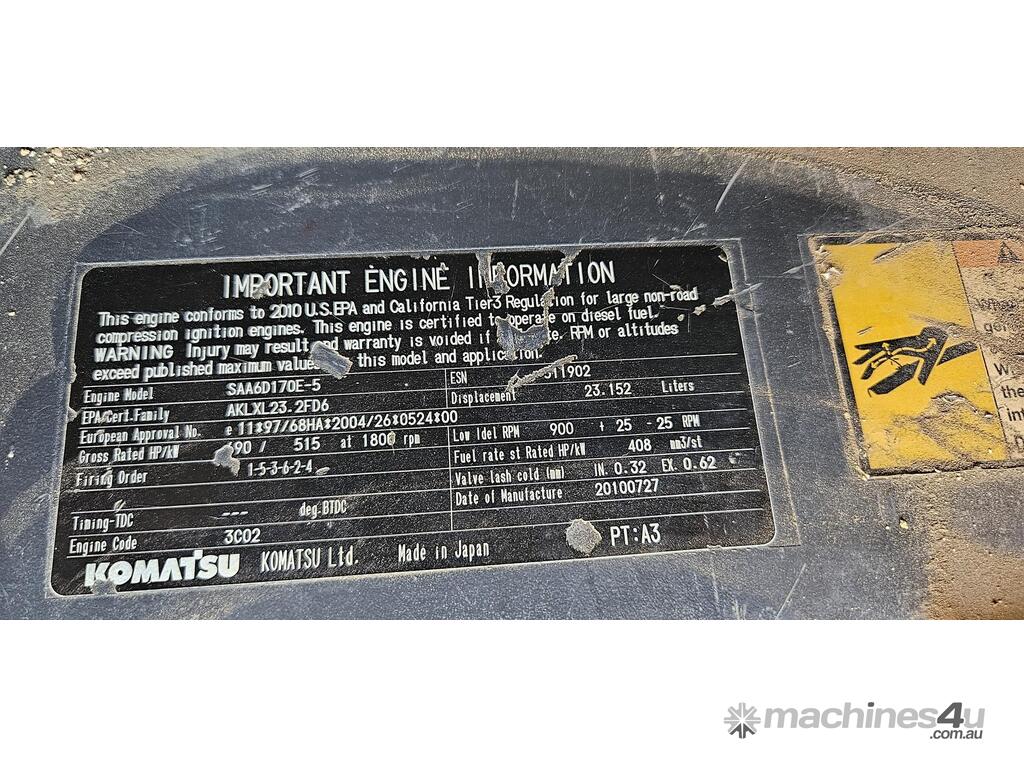 IMPORTANT ENGINE INFORMATION
This engine conforms to 2010 U.S.EPA and California Tier3 Regulation for large non-road
compression ignition engines. This engine is certified to operate on diesel fuel.
WARNING Injury may result and warranty is voided if RPM or altitudes
exceed published maximum values this model and application.
Engine Model SAA6D170E-5 ESN 511902
EPA Cert. Family AKLXL23.2FD6 Displacement 23.152 Liters
European Approval No. e 11*97/68HA*2004/26*0524*00
Gross Rated HP/kW 690 / 515 at 1800 rpm Low Idel RPM 900 + 25 - 25 RPM
Firing Order 1-5-3-6-2-4 Fuel rate st Rated HP/kW 408 mm3/st
Valve lash cold (mm) IN. 0.32 EX. 0.62
Timing-TDC --- deg.BTDC Date of Manufacture 20100727
Engine Code 3C02
KOMATSU KOMATSU Ltd. Made in Japan PT:A3
W
the
machines4u
.com.au